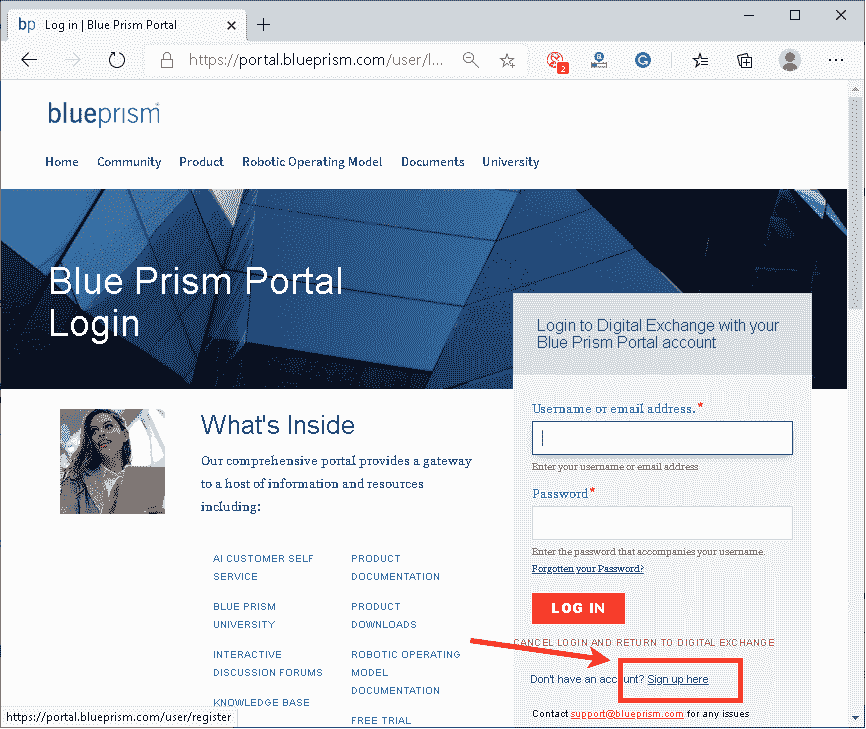 bp Log in | Blue Prism Portal
https://portal.blueprism.com/user/l...
2
blueprism
Home Community Product Robotic Operating Model Documents University
Blue Prism Portal
Login
Login to Digital Exchange with your
Blue Prism Portal account
What's Inside
Our comprehensive portal provides a gateway
to a host of information and resources
including:
AI CUSTOMER SELF
SERVICE
BLUE PRISM
UNIVERSITY
INTERACTIVE
DISCUSSION FORUMS
KNOWLEDGE BASE
PRODUCT
DOCUMENTATION
PRODUCT
DOWNLOADS
ROBOTIC OPERATING
MODEL
DOCUMENTATION
FREE TRIAL
Username or email address.*
Enter your username or email address
Password*
Enter the password that accompanies your username.
Forgotten your Password?
LOG IN
CANCEL LOGIN AND RETURN TO DIGITAL EXCHANGE
Don't have an account? Sign up here
Contact support@blueprism.com for any issues
https://portal.blueprism.com/user/register